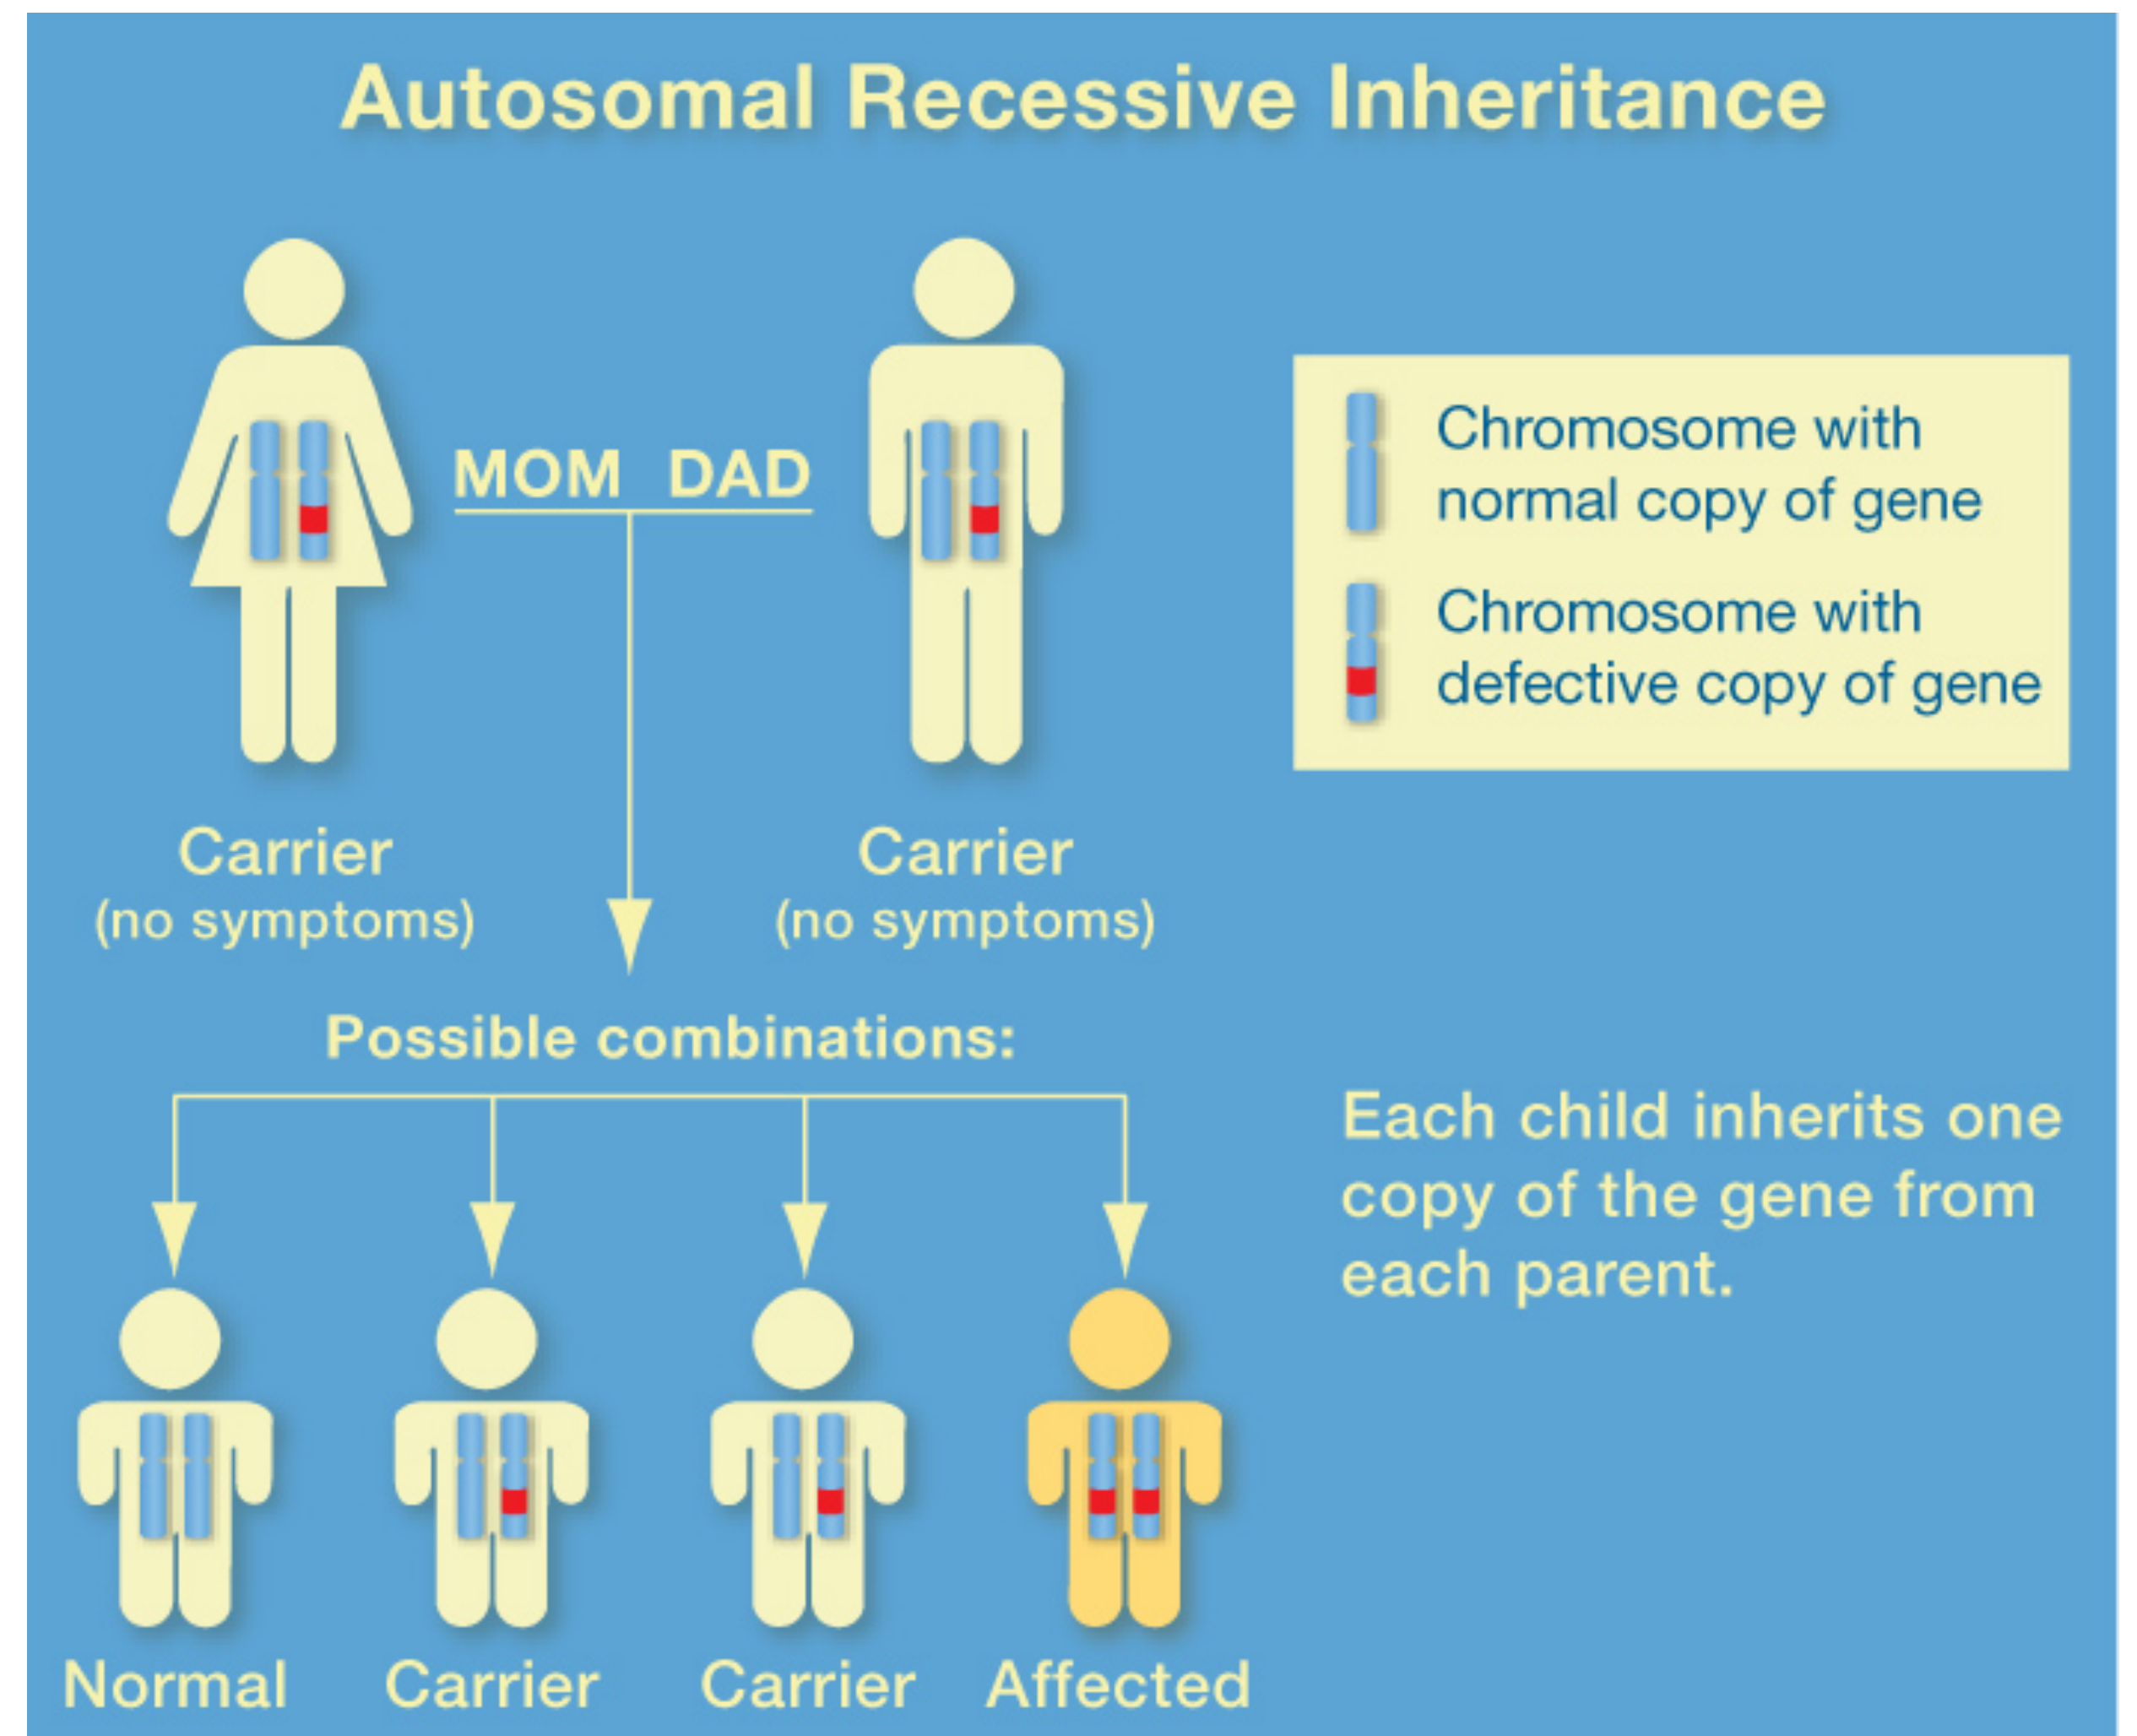 Autosomal Recessive Inheritance
MOM DAD
Chromosome with
normal copy of gene
Chromosome with
defective copy of gene
Carrier
(no symptoms)
Carrier
(no symptoms)
Possible combinations:
Each child inherits one
copy of the gene from
each parent.
Normal
Carrier
Carrier
Affected